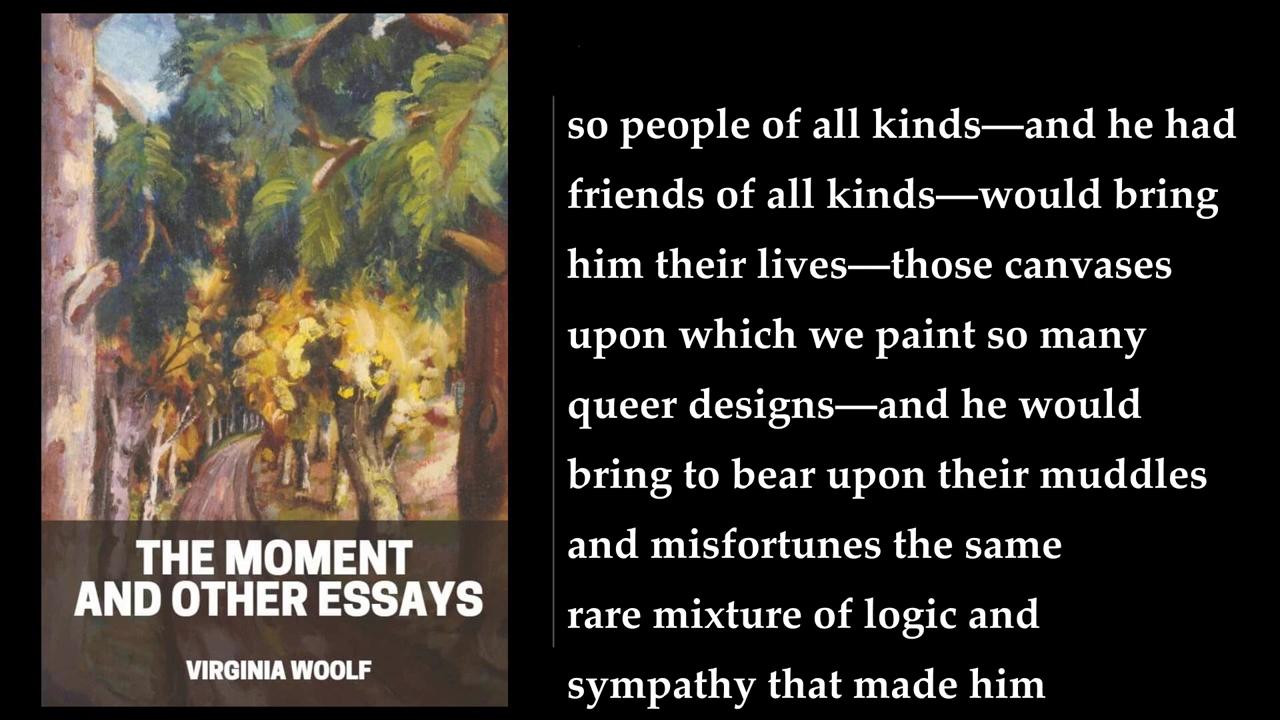 THE MOMENT
AND OTHER ESSAYS
VIRGINIA WOOLF
so people of all kinds—and he had
friends of all kinds—would bring
him their lives—those canvases
upon which we paint so many
queer designs—and he would
bring to bear upon their muddles
and misfortunes the same
rare mixture of logic and
sympathy that made him